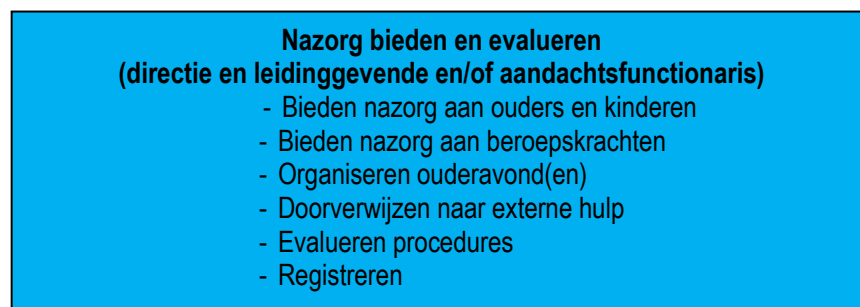 Nazorg bieden en evalueren
(directie en leidinggevende en/of aandachtsfunctionaris)
- Bieden nazorg aan ouders en kinderen
- Bieden nazorg aan beroepskrachten
- Organiseren ouderavond(en)
- Doorverwijzen naar externe hulp
- Evalueren procedures
- Registreren